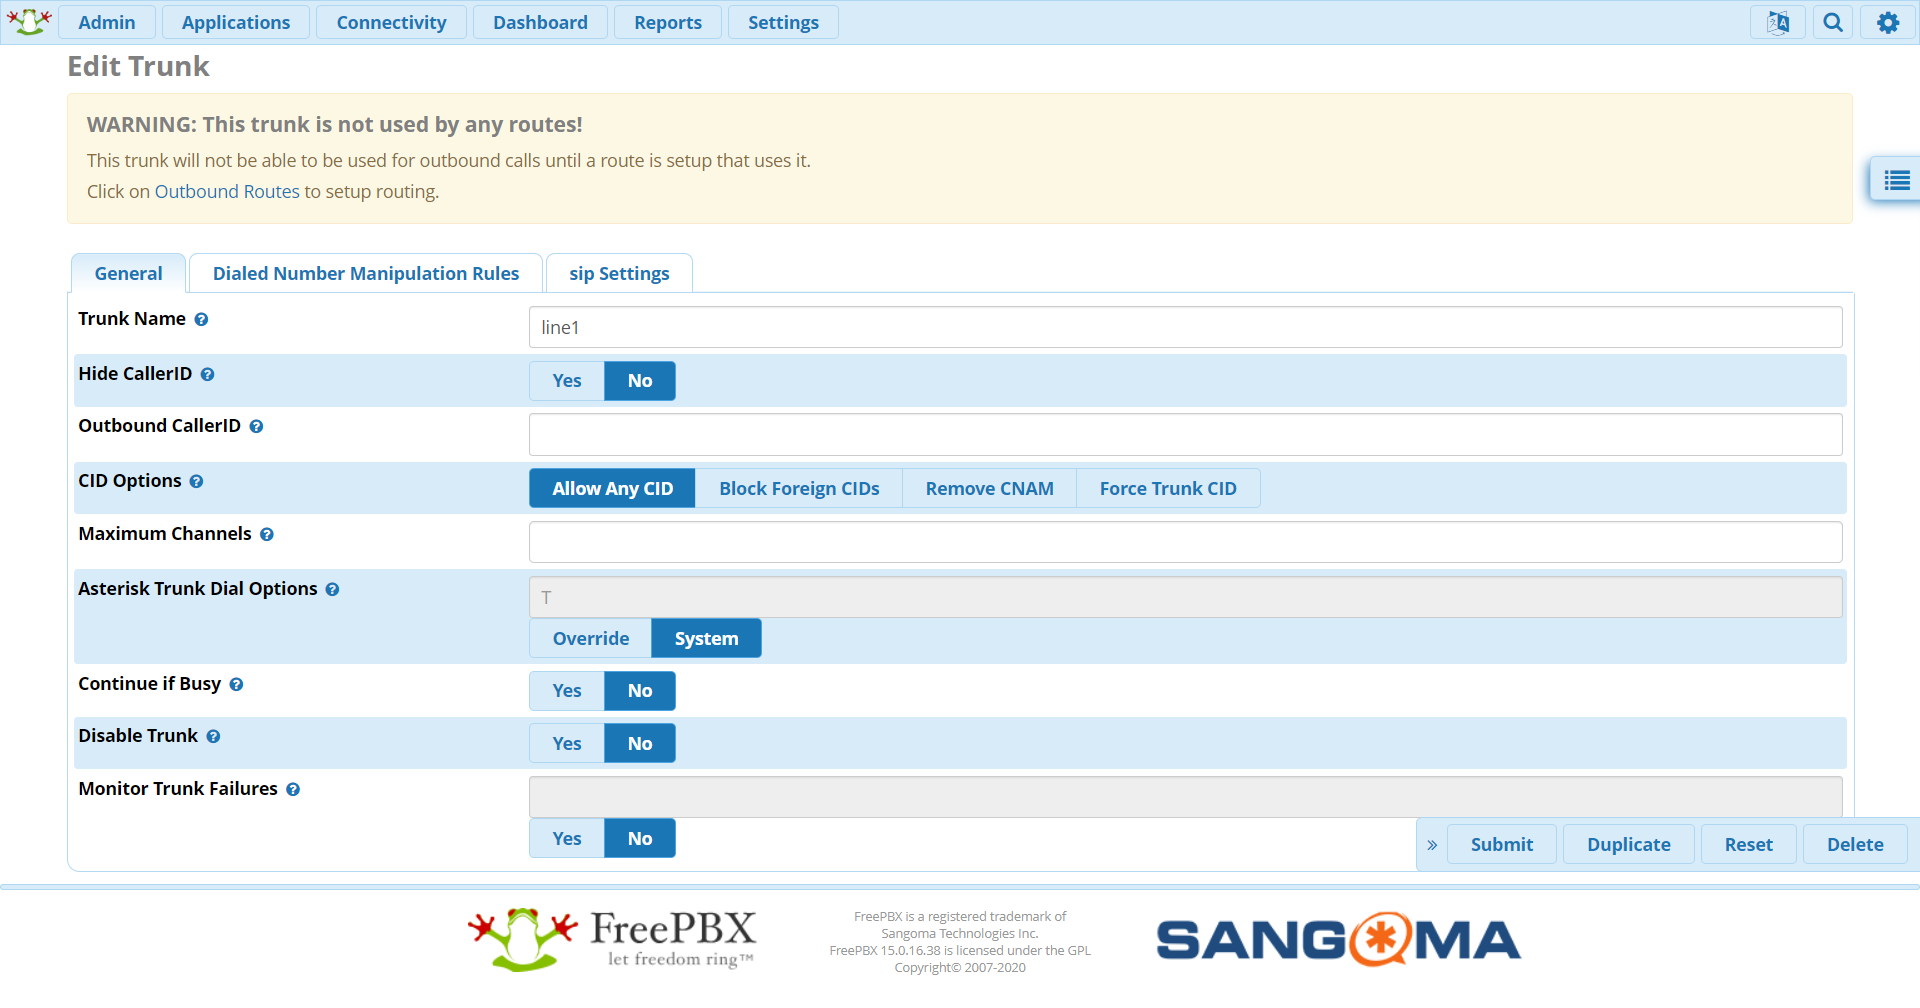 Admin Applications Connectivity Dashboard Reports Settings
Edit Trunk
WARNING: This trunk is not used by any routes!
This trunk will not be able to be used for outbound calls until a route is setup that uses it.
Click on Outbound Routes to setup routing.
General Dialed Number Manipulation Rules sip Settings
Trunk Name line1
Hide CallerID Yes No
Outbound CallerID
CID Options Allow Any CID Block Foreign CIDs Remove CNAM Force Trunk CID
Maximum Channels
Asterisk Trunk Dial Options T
Override System
Continue if Busy Yes No
Disable Trunk Yes No
Monitor Trunk Failures
Yes No
» Submit Duplicate Reset Delete
FreePBX
let freedom ring™
FreePBX is a registered trademark of
Sangoma Technologies Inc.
FreePBX 15.0.16.38 is licensed under the GPL
Copyright© 2007-2020
SANGOMA